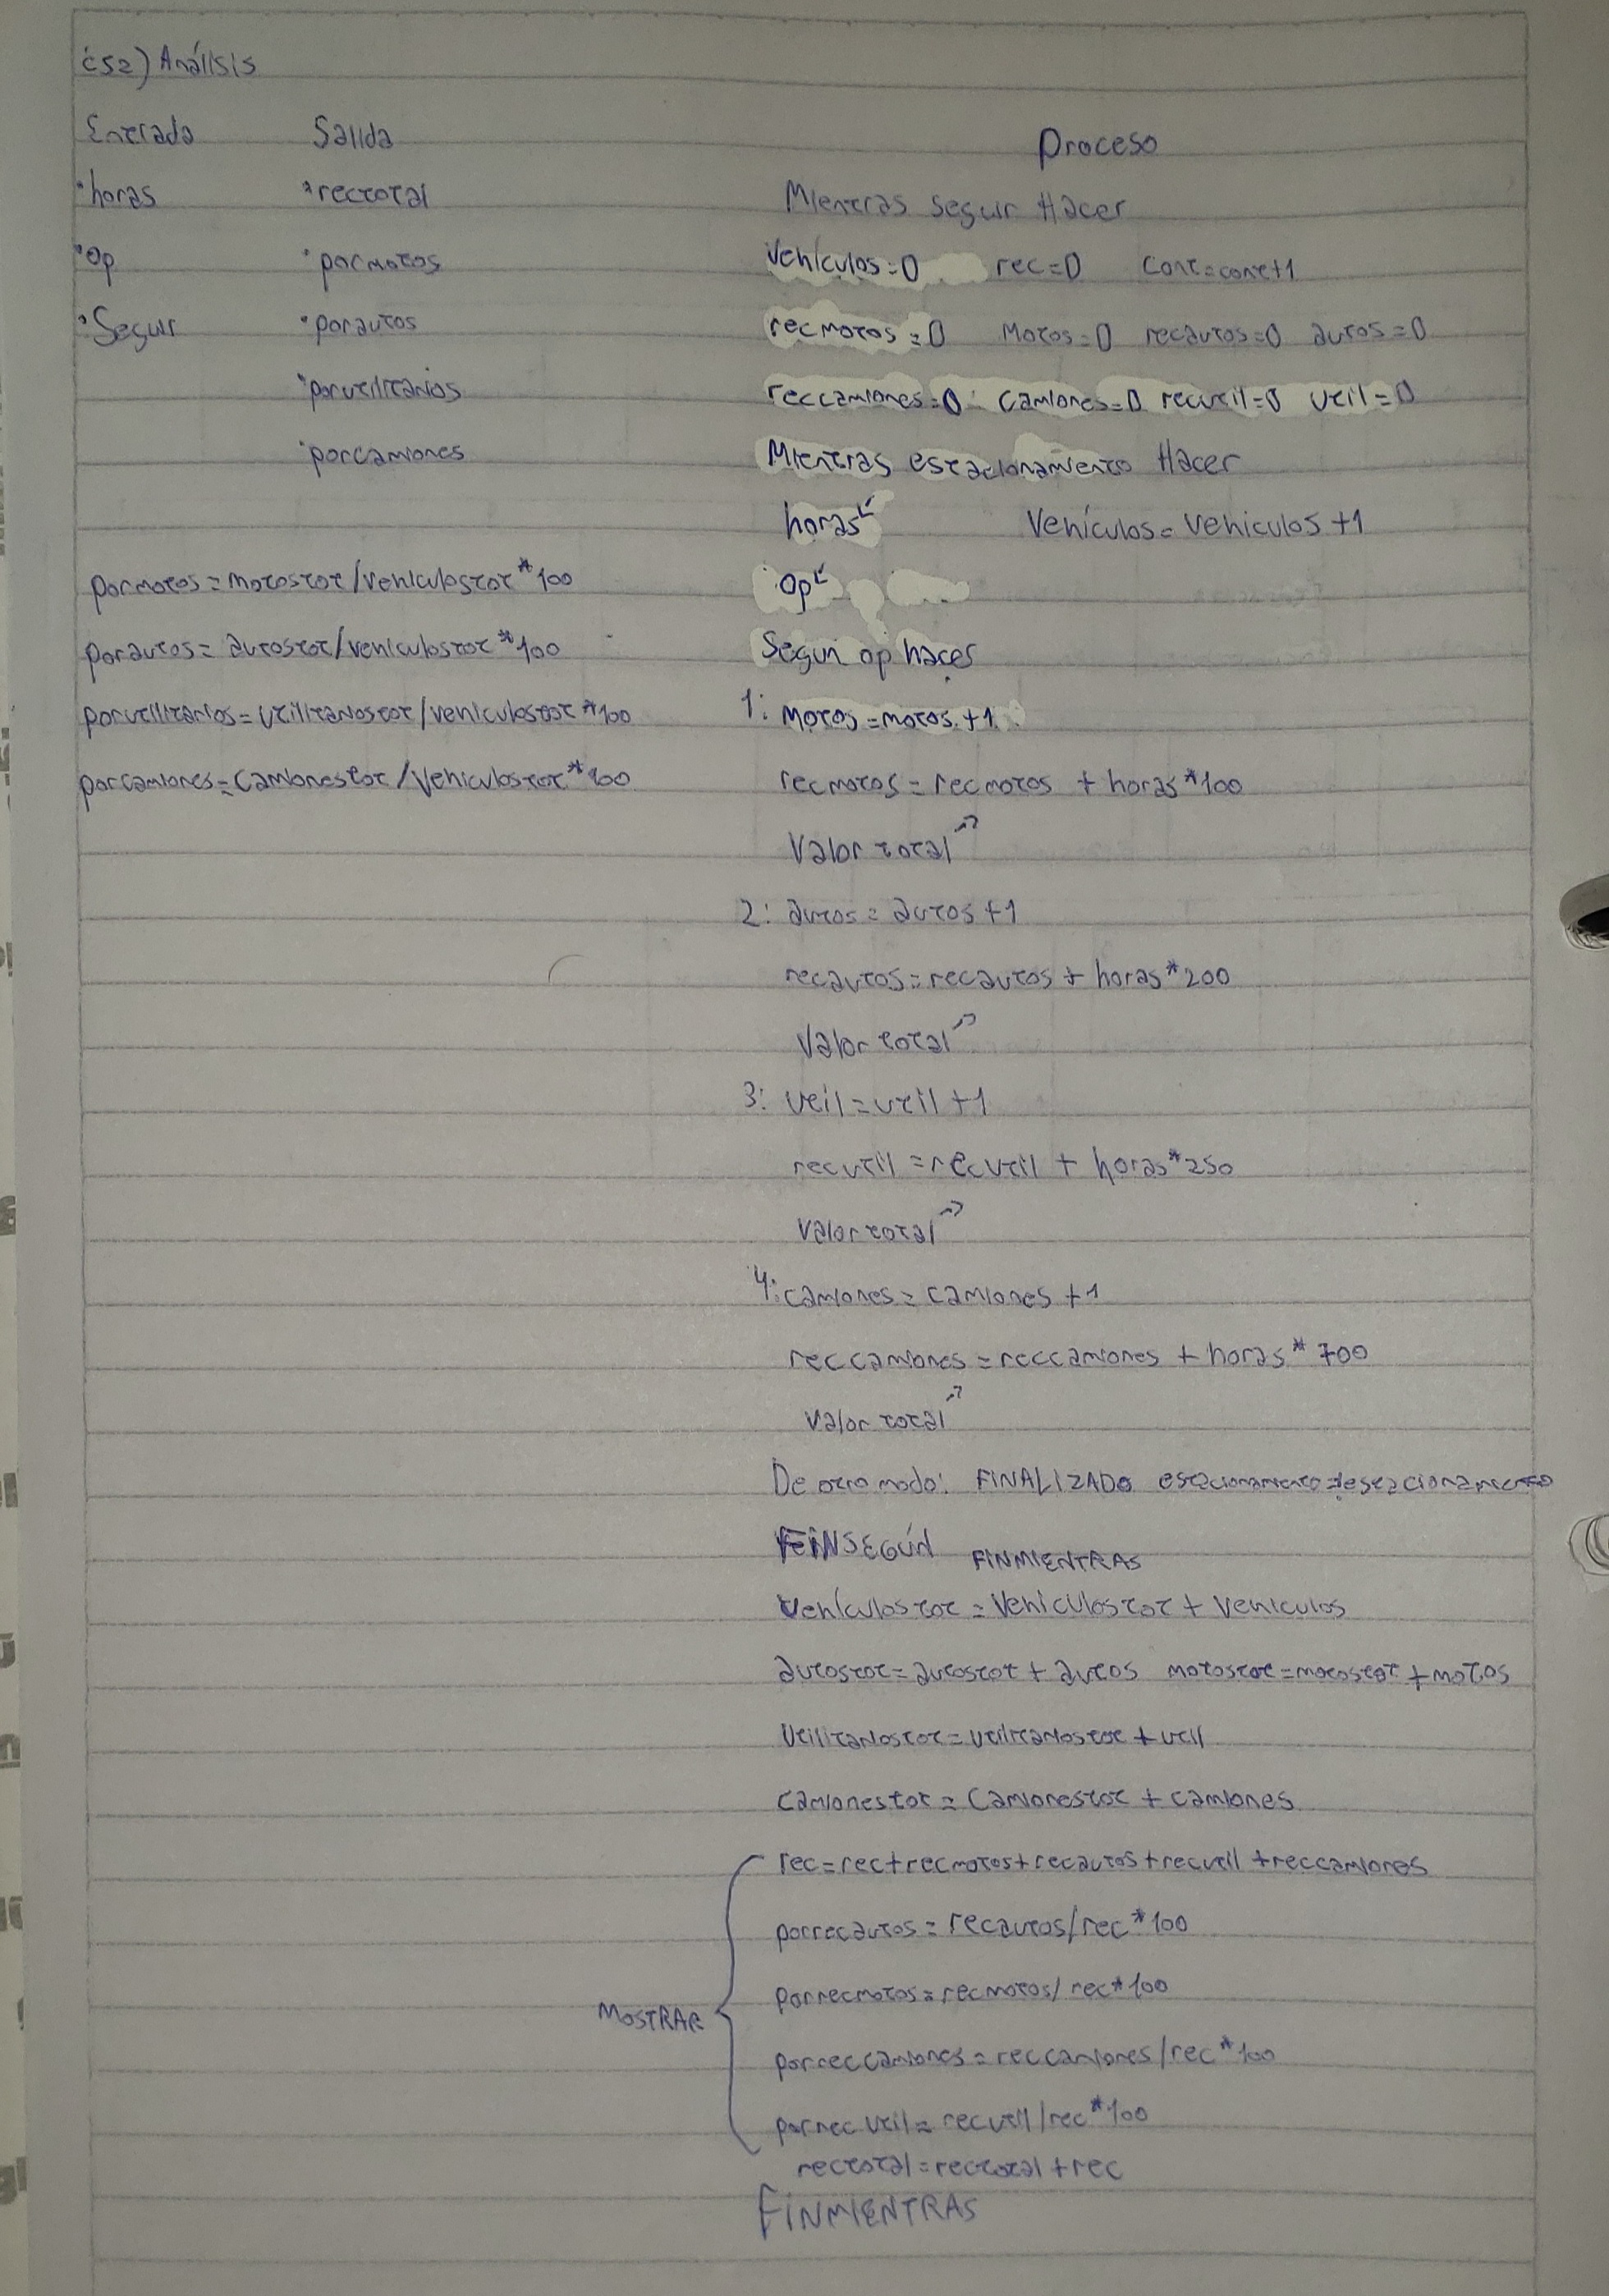 c52) Análisis
Entrada Salida Proceso
·horas ·rectotal Mientras seguir Hacer
·Op ·pormotos Vehículos=0 rec=0 Cont=cont+1
·Seguir ·porautos recmotos=0 Motos=0 recautos=0 autos=0
·porutilitarios reccamiones=0 camiones=0 recutil=0 util=0
·porcamiones Mientras estacionamiento Hacer
horas↙ Vehículos=vehiculos+1
pormotos=motostot/vehiculostot*100 Op↙
porautos=autostot/vehiculostot*100 Segun op hacer
porutilitarios=utilitariostot/vehiculostot*100 1: Motos=motos+1
porcamiones=camionestot/vehiculostot*100 recmotos=recmotos + horas*100
Valor total↗
2: autos=autos+1
recautos=recautos + horas*200
Valor total↗
3: util=util+1
recutil=recutil + horas*250
Valor total↗
4: camiones=camiones+1
reccamiones=reccamiones + horas*700
Valor total↗
De otro modo: FINALIZADO estacionamiento=¬estacionamiento
FINSEGÚN FINMIENTRAS
Vehículostot=Vehiculostot+Vehiculos
autostot=autostot+autos motostot=motostot+motos
Utilitariostot=utilitariostot+util
Camionestot=Camionestot+camiones
rec=rec+recmotos+recautos+recutil+reccamiones
porrecautos=recautos/rec*100
porrecmotos=recmotos/rec*100
MOSTRAR
porreccamiones=reccamiones/rec*100
porrecutil=recutil/rec*100
rectotal=rectotal+rec
FINMIENTRAS